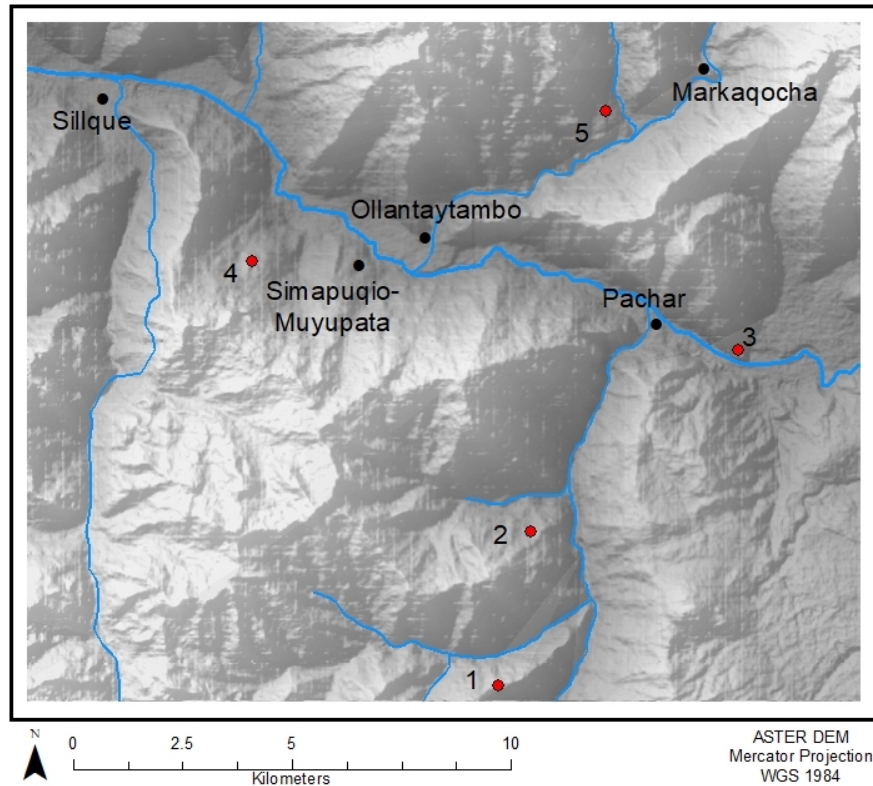 Markaqocha
Sillque
5
Ollantaytambo
4
Simapuqio-
Muyupata
Pachar
3
2
1
N
0 2.5 5 10
Kilometers
ASTER DEM
Mercator Projection
WGS 1984